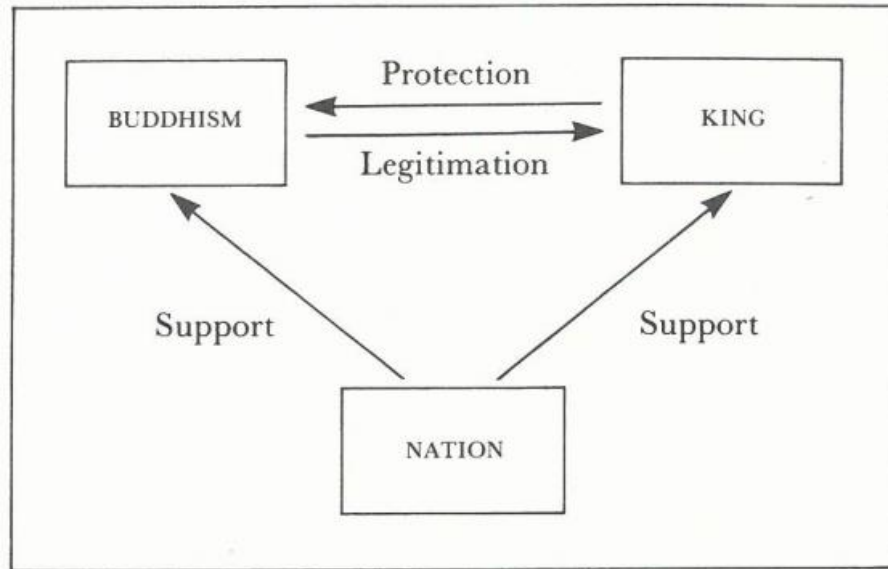 Protection
BUDDHISM
KING
Legitimation
Support
Support
NATION